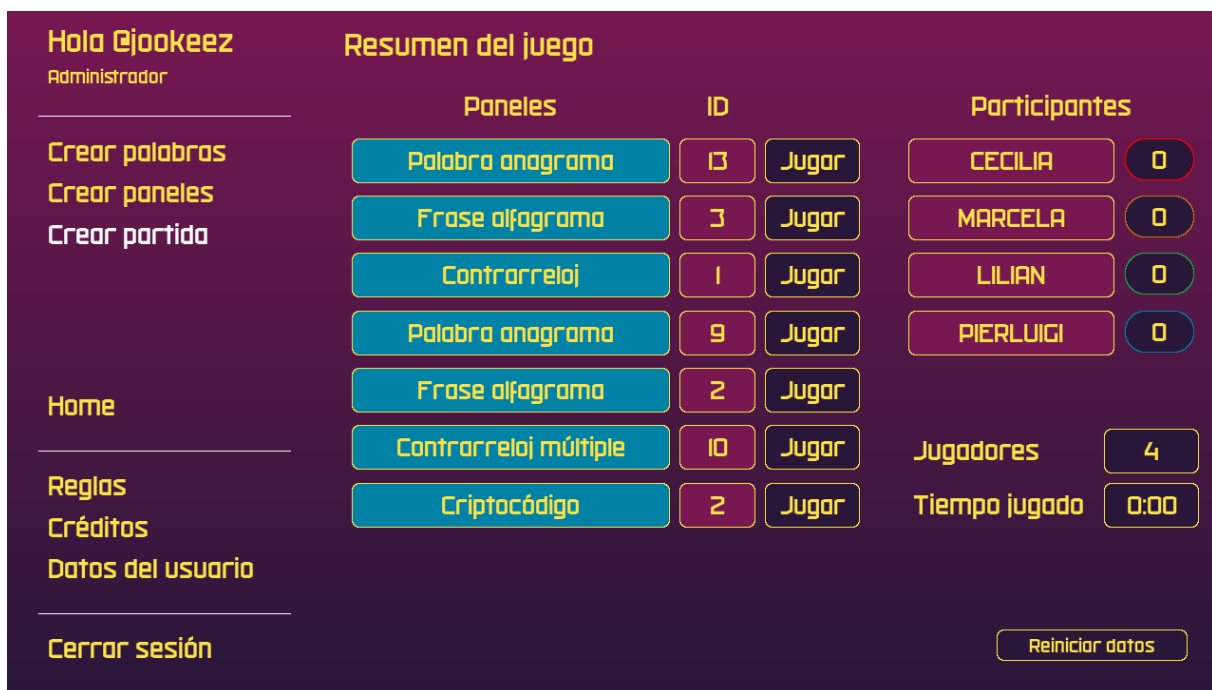 Hola @jookeez
Administrador
Crear palabras
Crear paneles
Crear partida
Home
Reglas
Créditos
Datos del usuario
Cerrar sesión
Resumen del juego
Paneles ID
Palabra anagrama 13 Jugar
Frase alfagrama 3 Jugar
Contrarreloj 1 Jugar
Palabra anagrama 9 Jugar
Frase alfagrama 2 Jugar
Contrarreloj múltiple 10 Jugar
Criptocódigo 2 Jugar
Participantes
CECILIA 0
MARCELA 0
LILIAN 0
PIERLUIGI 0
Jugadores 4
Tiempo jugado 0:00
Reiniciar datos